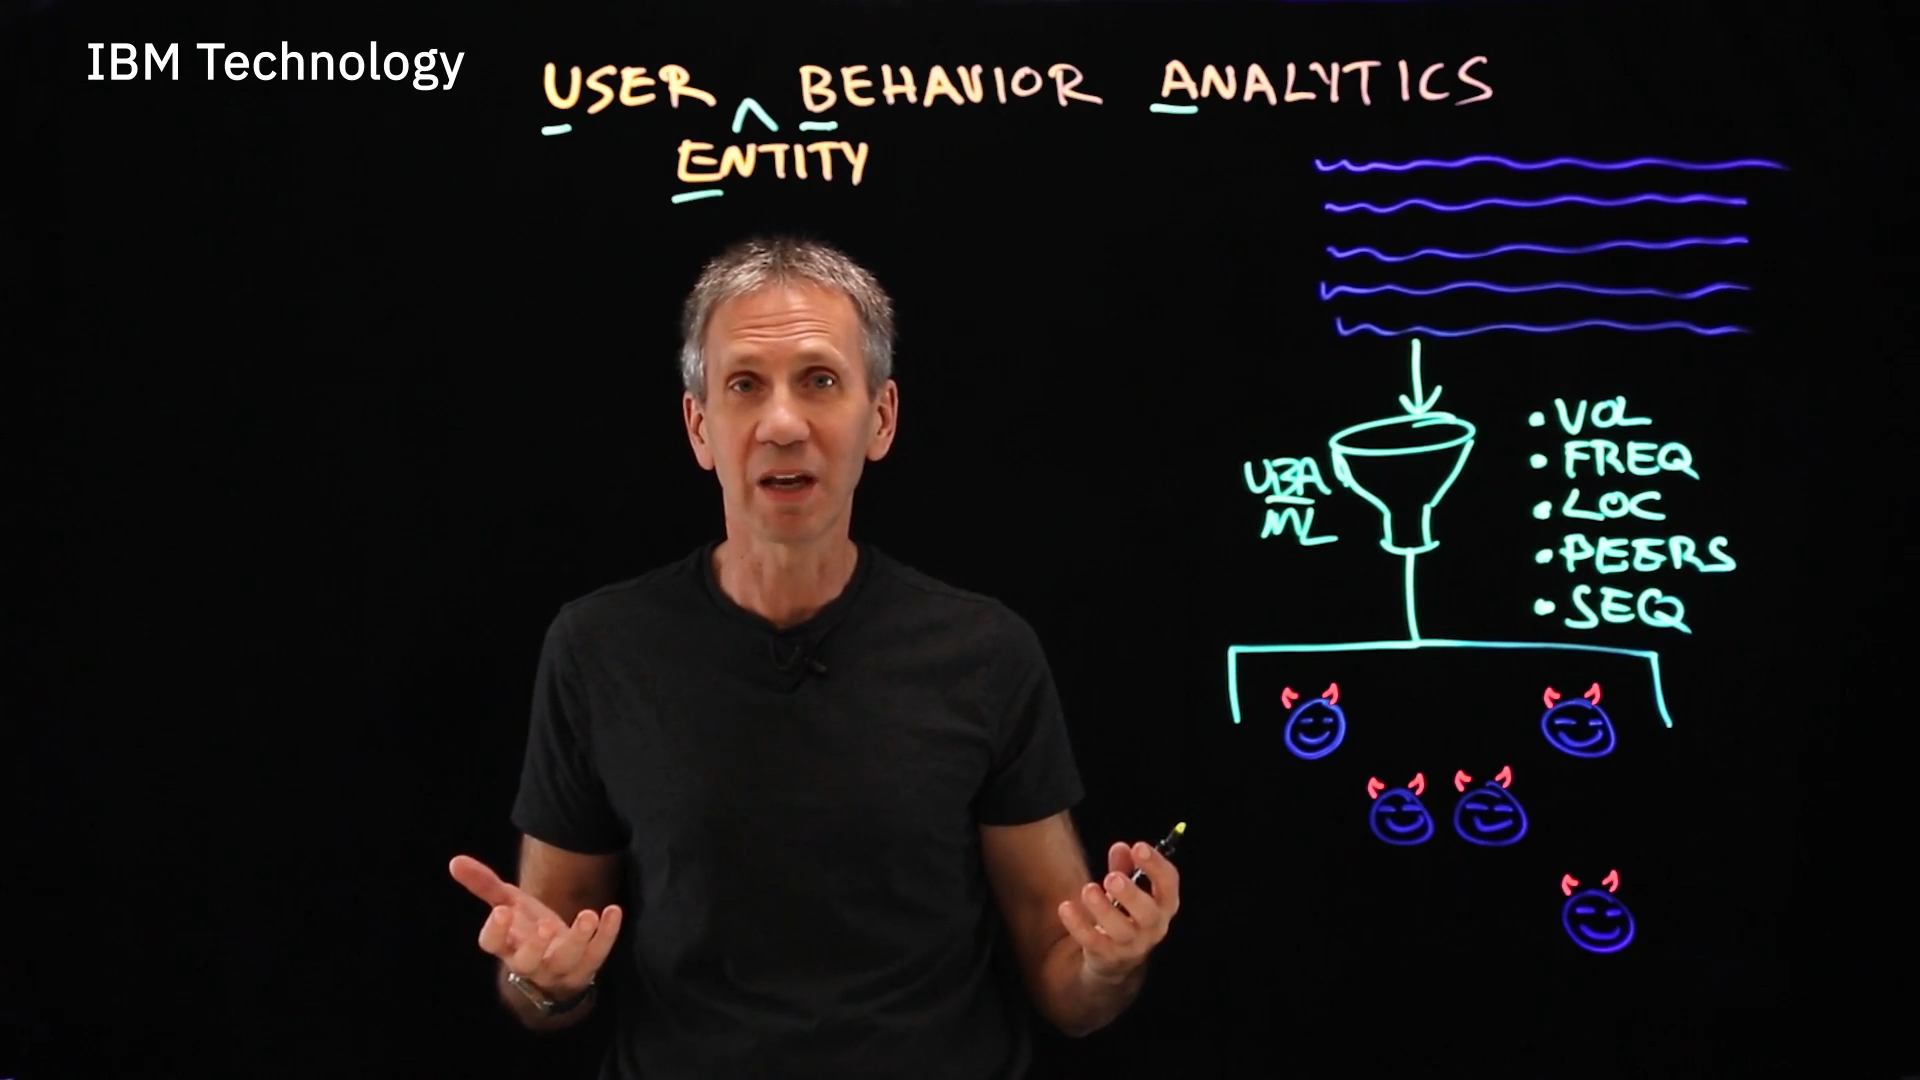 IBM Technology
USER ^ BEHAVIOR ANALYTICS
ENTITY
UBA
ML
• VOL
• FREQ
• LOC
• PEERS
• SEQ